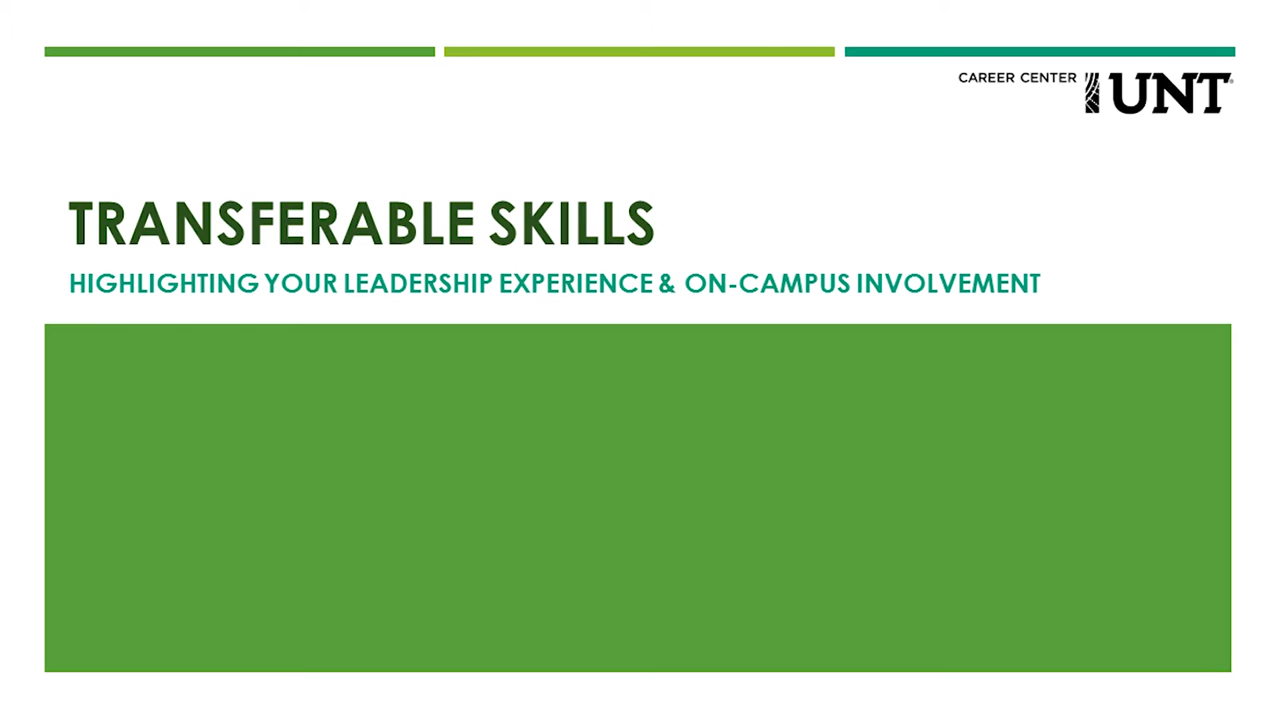 CAREER CENTER UNT
TRANSFERABLE SKILLS
HIGHLIGHTING YOUR LEADERSHIP EXPERIENCE & ON-CAMPUS INVOLVEMENT